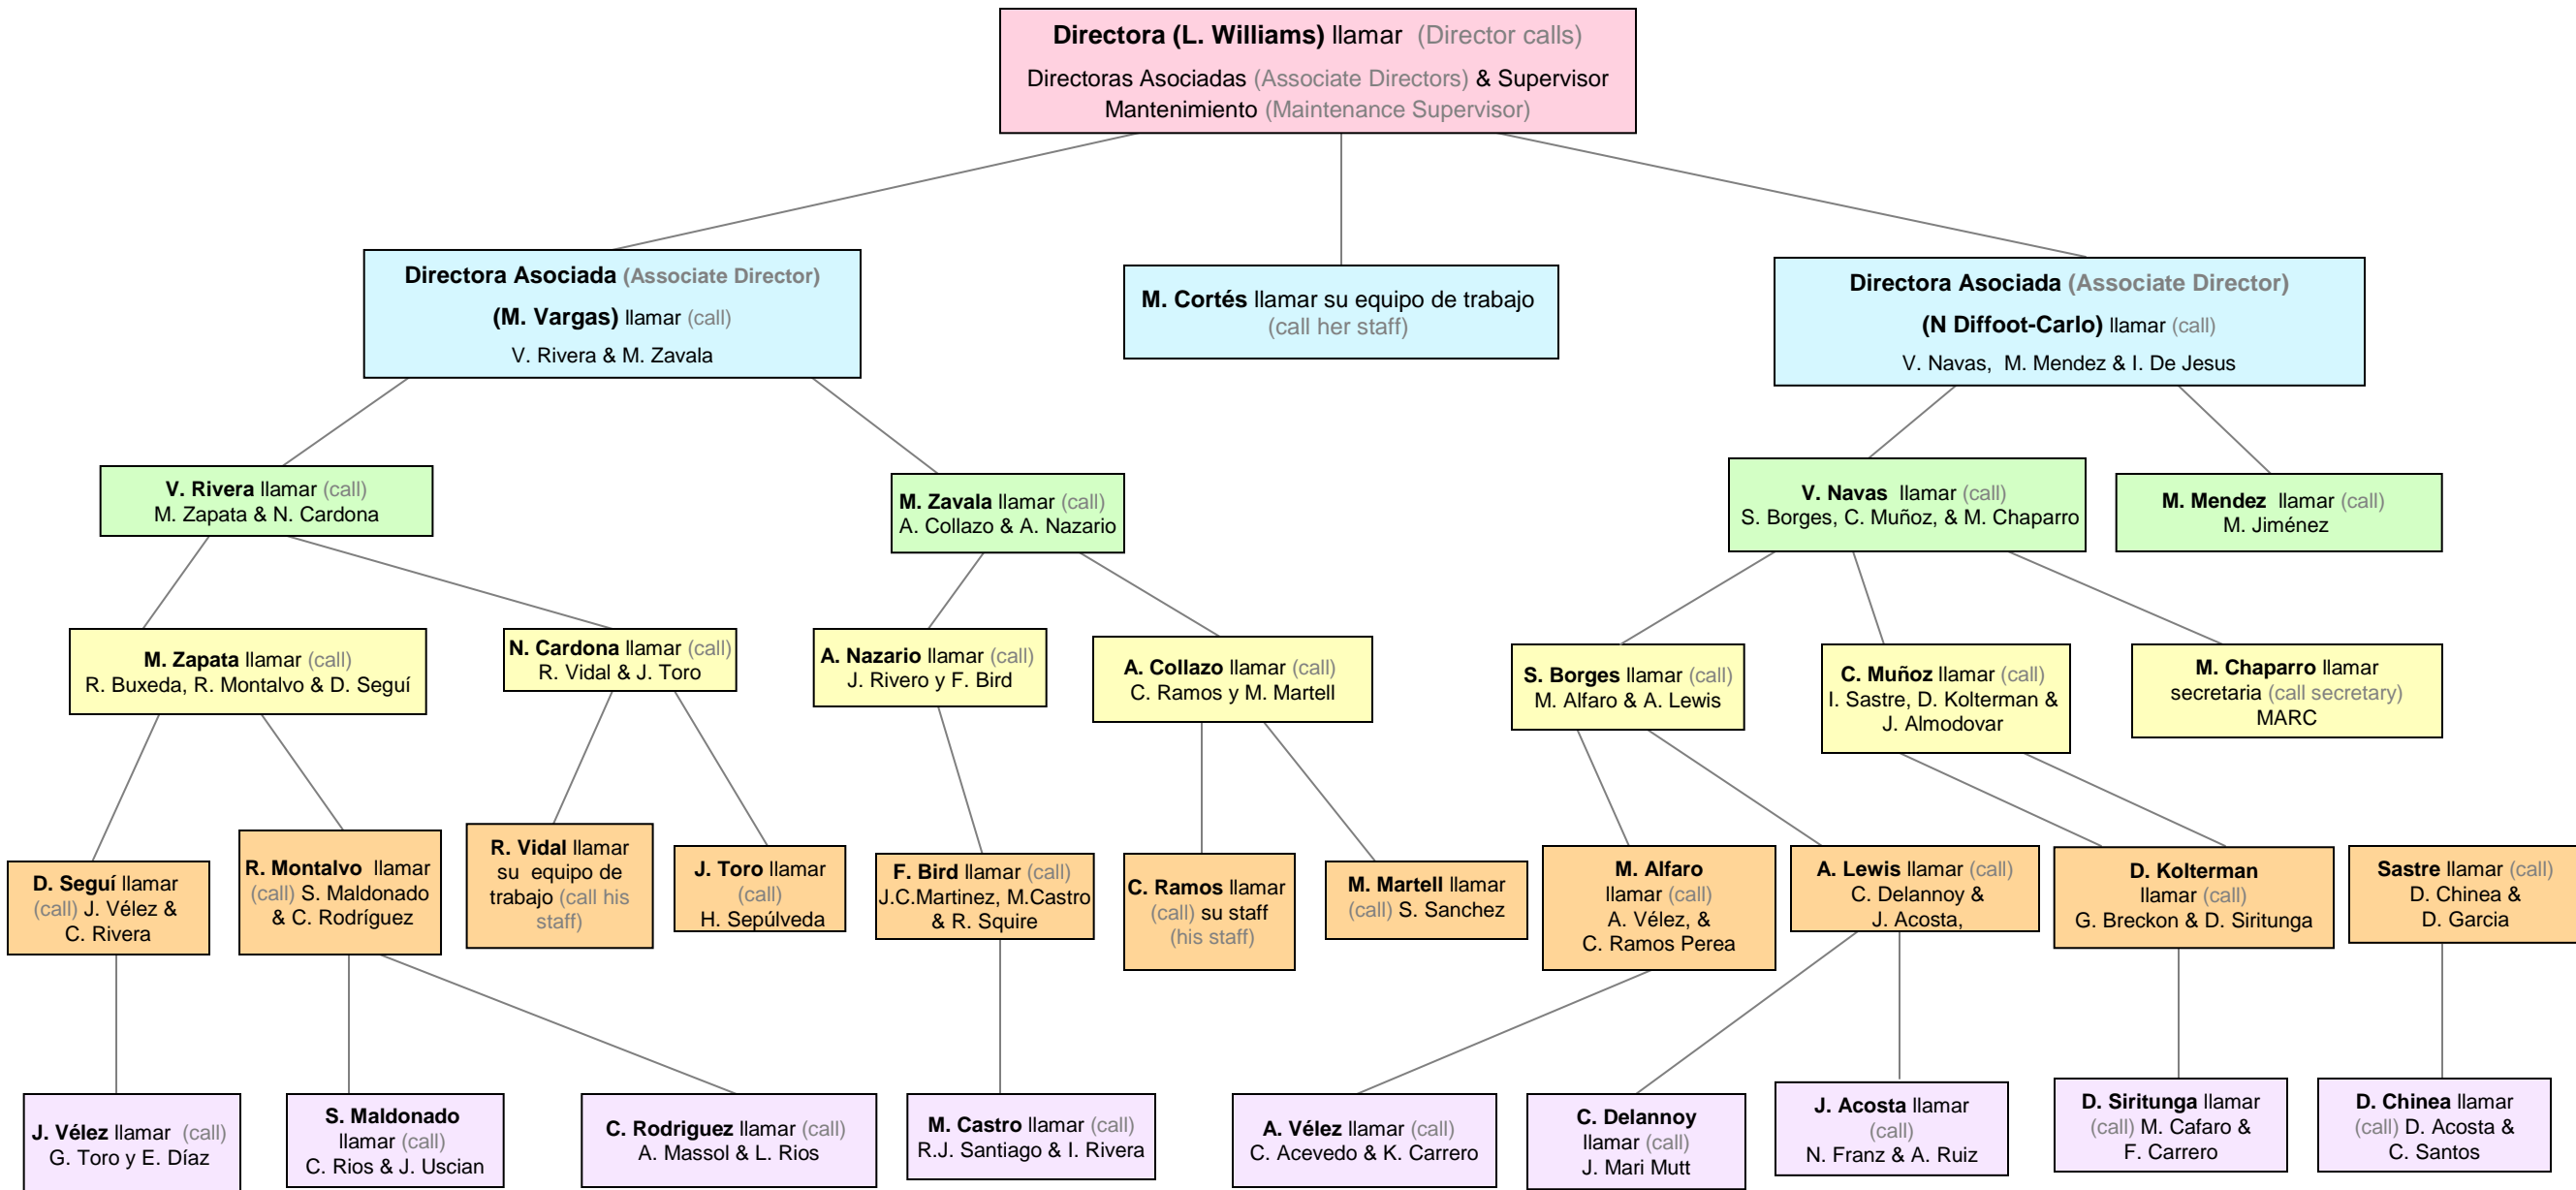 Directora (L. Williams) llamar (Director calls)
Directoras Asociadas (Associate Directors) & Supervisor
Mantenimiento (Maintenance Supervisor)
Directora Asociada (Associate Director)
(M. Vargas) llamar (call)
V. Rivera & M. Zavala
M. Cortés llamar su equipo de trabajo
(call her staff)
Directora Asociada (Associate Director)
(N Diffoot-Carlo) llamar (call)
V. Navas, M. Mendez & I. De Jesus
V. Rivera llamar (call)
M. Zapata & N. Cardona
M. Zavala llamar (call)
A. Collazo & A. Nazario
V. Navas llamar (call)
S. Borges, C. Muñoz, & M. Chaparro
M. Mendez llamar (call)
M. Jiménez
M. Zapata llamar (call)
R. Buxeda, R. Montalvo & D. Seguí
N. Cardona llamar (call)
R. Vidal & J. Toro
A. Nazario llamar (call)
J. Rivero y F. Bird
A. Collazo llamar (call)
C. Ramos y M. Martell
S. Borges llamar (call)
M. Alfaro & A. Lewis
C. Muñoz llamar (call)
I. Sastre, D. Kolterman &
J. Almodovar
M. Chaparro llamar
secretaria (call secretary)
MARC
D. Seguí llamar
(call) J. Vélez &
C. Rivera
R. Montalvo llamar
(call) S. Maldonado
& C. Rodríguez
R. Vidal llamar
su equipo de
trabajo (call his
staff)
J. Toro llamar
(call)
H. Sepúlveda
F. Bird llamar (call)
J.C.Martinez, M.Castro
& R. Squire
C. Ramos llamar
(call) su staff
(his staff)
M. Martell llamar
(call) S. Sanchez
M. Alfaro
llamar (call)
A. Vélez, &
C. Ramos Perea
A. Lewis llamar (call)
C. Delannoy &
J. Acosta,
D. Kolterman
llamar (call)
G. Breckon & D. Siritunga
Sastre llamar (call)
D. Chinea &
D. Garcia
J. Vélez llamar (call)
G. Toro y E. Díaz
S. Maldonado
llamar (call)
C. Rios & J. Uscian
C. Rodriguez llamar (call)
A. Massol & L. Rios
M. Castro llamar (call)
R.J. Santiago & I. Rivera
A. Vélez llamar (call)
C. Acevedo & K. Carrero
C. Delannoy
llamar (call)
J. Mari Mutt
J. Acosta llamar
(call)
N. Franz & A. Ruiz
D. Siritunga llamar
(call) M. Cafaro &
F. Carrero
D. Chinea llamar
(call) D. Acosta &
C. Santos